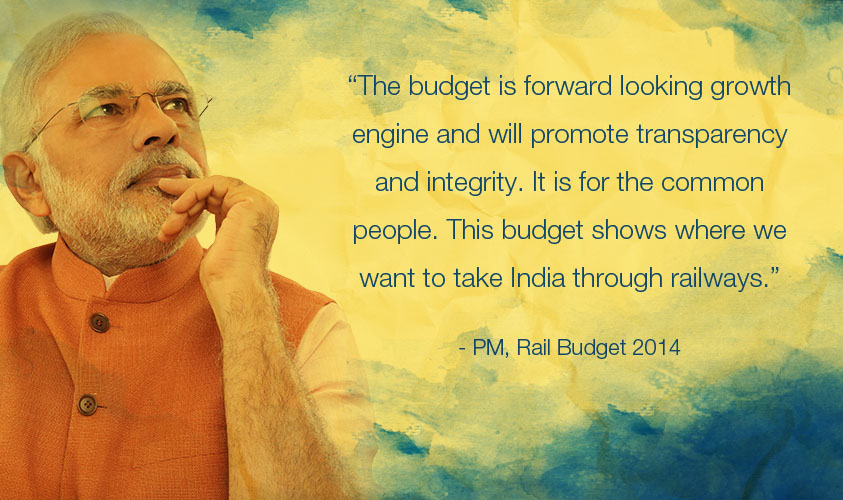 “The budget is forward looking growth
engine and will promote transparency
and integrity. It is for the common
people. This budget shows where we
want to take India through railways.”
- PM, Rail Budget 2014